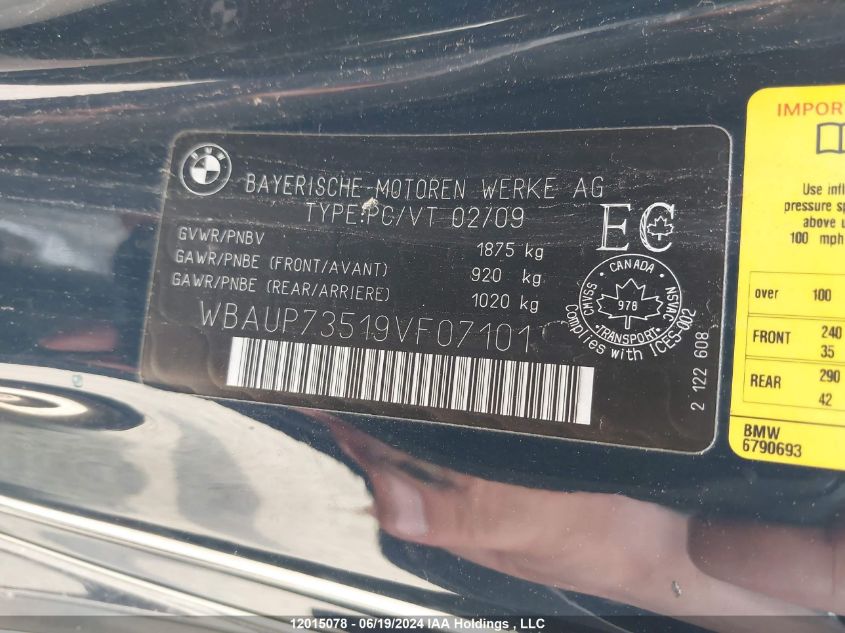 BMW
BAYERISCHE MOTOREN WERKE AG
TYPE:PC/VT 02/09
GVWR/PNBV 1875 kg
GAWR/PNBE (FRONT/AVANT) 920 kg
GAWR/PNBE (REAR/ARRIERE) 1020 kg
WBAUP73519VF07101
EC
CANADA
CMVSS NSVAC
978
TRANSPORT
Complies with ICES-002
2 122 608
IMPOR
Use infl
pressure sp
above u
100 mph
over 100
FRONT 240
35
REAR 290
42
BMW
6790693
12015078 - 06/19/2024 IAA Holdings , LLC